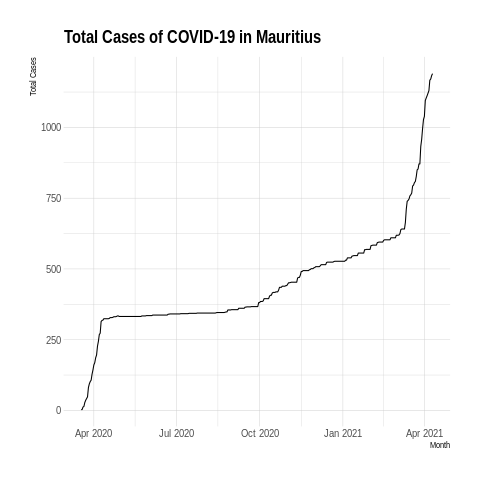 Total Cases of COVID-19 in Mauritius
Total Cases
1000
750
500
250
0
Apr 2020 Jul 2020 Oct 2020 Jan 2021 Apr 2021
Month